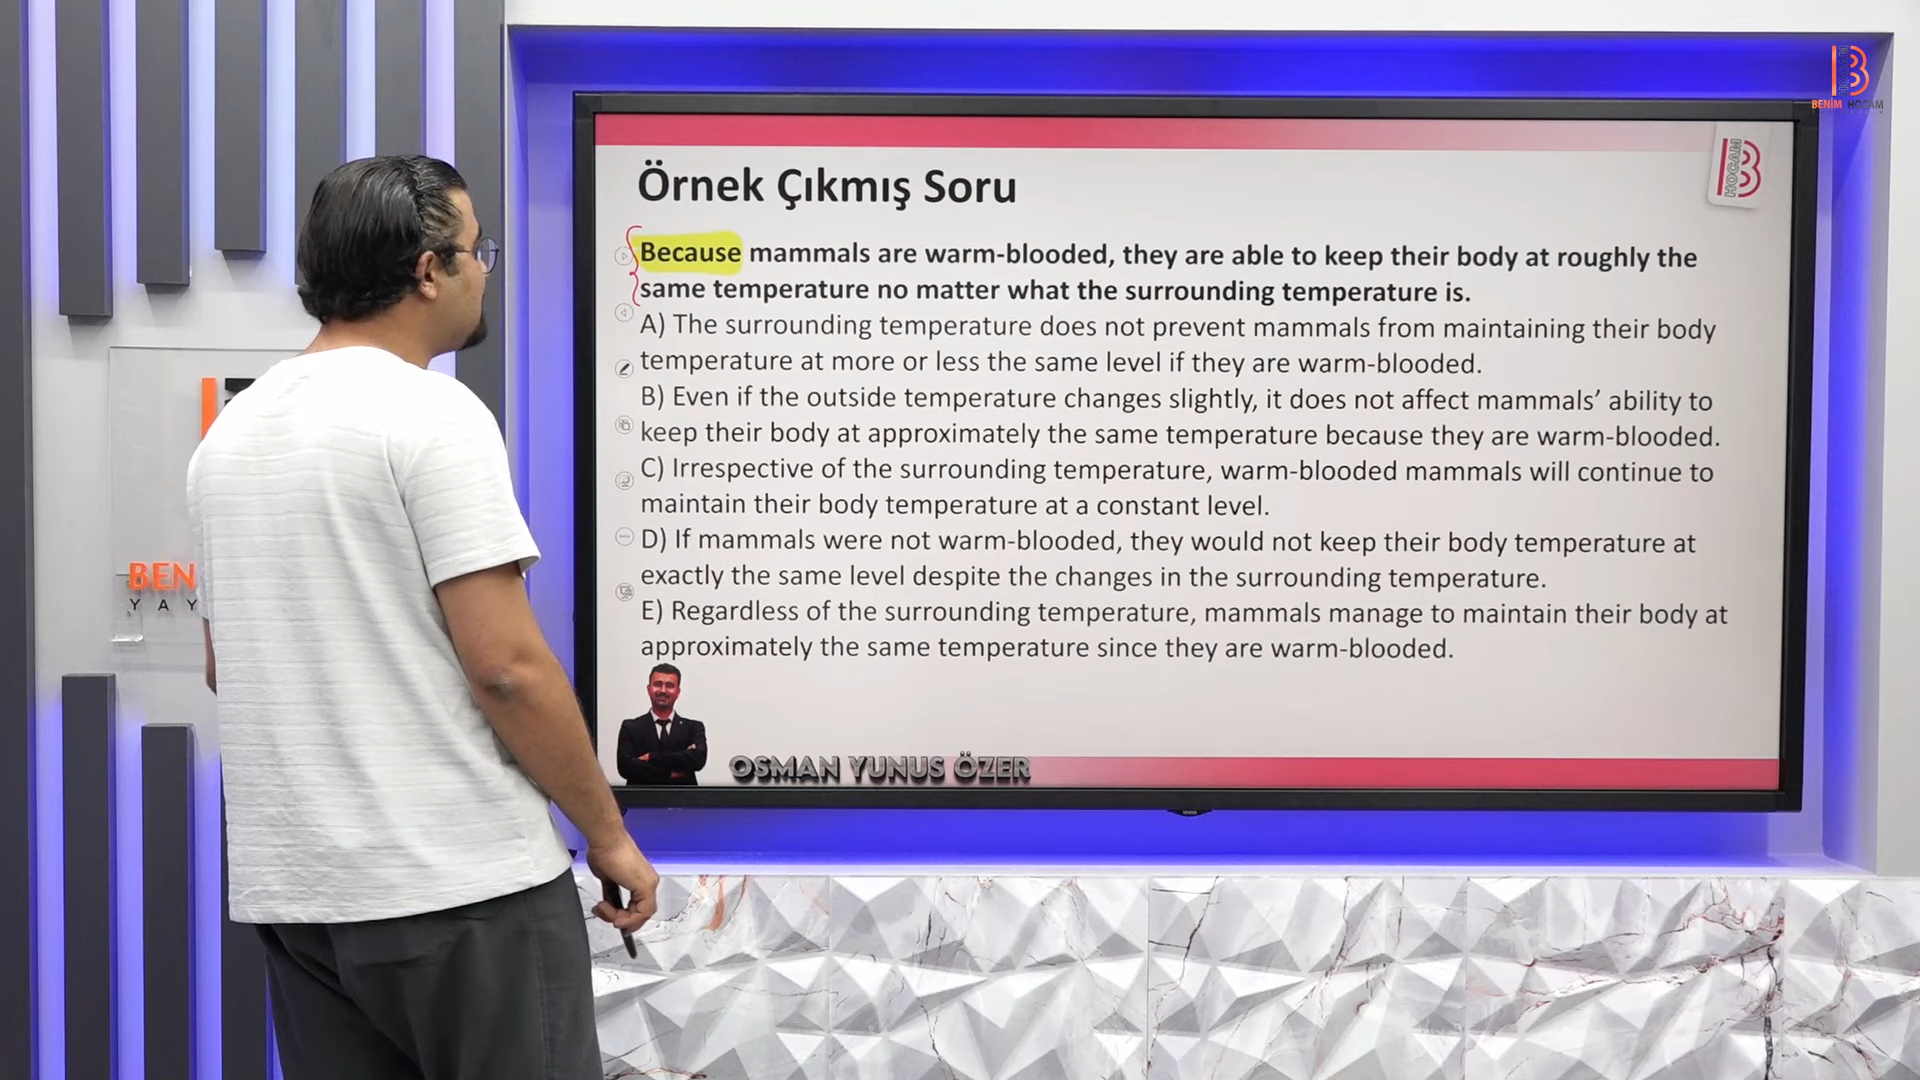 BENİM HOCAM
HOCAM
Örnek Çıkmış Soru
Because mammals are warm-blooded, they are able to keep their body at roughly the
same temperature no matter what the surrounding temperature is.
A) The surrounding temperature does not prevent mammals from maintaining their body
temperature at more or less the same level if they are warm-blooded.
B) Even if the outside temperature changes slightly, it does not affect mammals’ ability to
keep their body at approximately the same temperature because they are warm-blooded.
C) Irrespective of the surrounding temperature, warm-blooded mammals will continue to
maintain their body temperature at a constant level.
D) If mammals were not warm-blooded, they would not keep their body temperature at
exactly the same level despite the changes in the surrounding temperature.
E) Regardless of the surrounding temperature, mammals manage to maintain their body at
approximately the same temperature since they are warm-blooded.
OSMAN YUNUS ÖZER
BEN
YAY